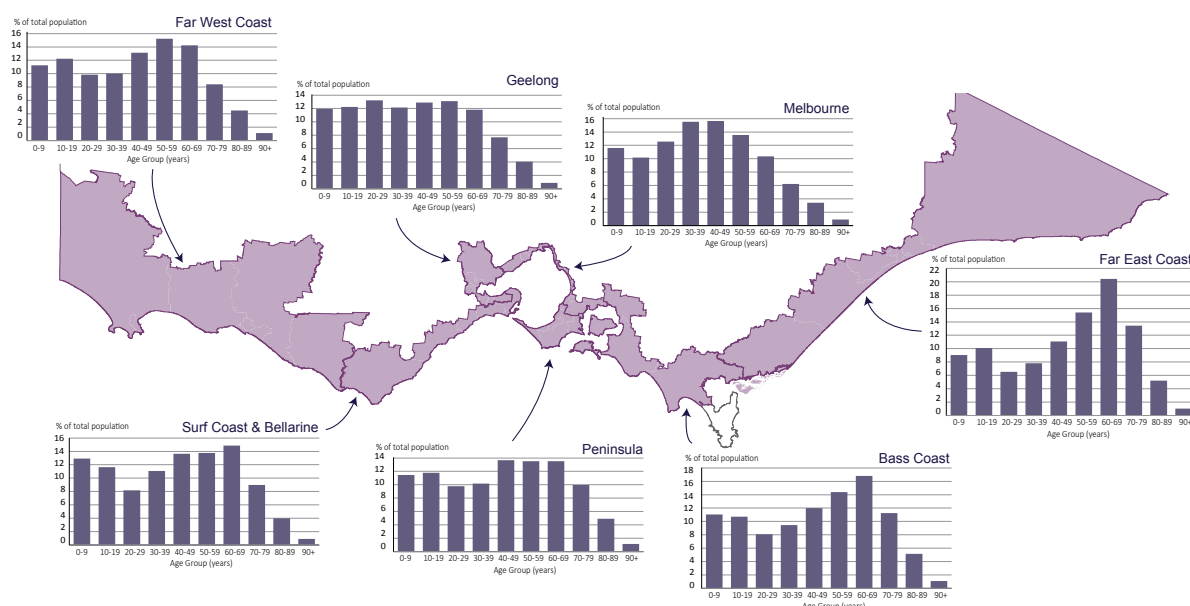 % of total population
Far West Coast
16
14
12
10
8
6
4
2
0
0-9 10-19 20-29 30-39 40-49 50-59 60-69 70-79 80-89 90+
Age Group (years)
% of total population
Geelong
14
12
10
8
6
4
2
0
0-9 10-19 20-29 30-39 40-49 50-59 60-69 70-79 80-89 90+
Age Group (years)
% of total population
Melbourne
16
14
12
10
8
6
4
2
0
0-9 10-19 20-29 30-39 40-49 50-59 60-69 70-79 80-89 90+
Age Group (years)
Far East Coast
% of total population
22
20
18
16
14
12
10
8
6
4
2
0
0-9 10-19 20-29 30-39 40-49 50-59 60-69 70-79 80-89 90+
Age Group (years)
% of total population
Surf Coast & Bellarine
16
14
12
10
8
6
4
2
0
0-9 10-19 20-29 30-39 40-49 50-59 60-69 70-79 80-89 90+
Age Group (years)
% of total population
Peninsula
14
12
10
8
6
4
2
0
0-9 10-19 20-29 30-39 40-49 50-59 60-69 70-79 80-89 90+
Age Group (years)
% of total population
Bass Coast
18
16
14
12
10
8
6
4
2
0
0-9 10-19 20-29 30-39 40-49 50-59 60-69 70-79 80-89 90+
Age Group (years)